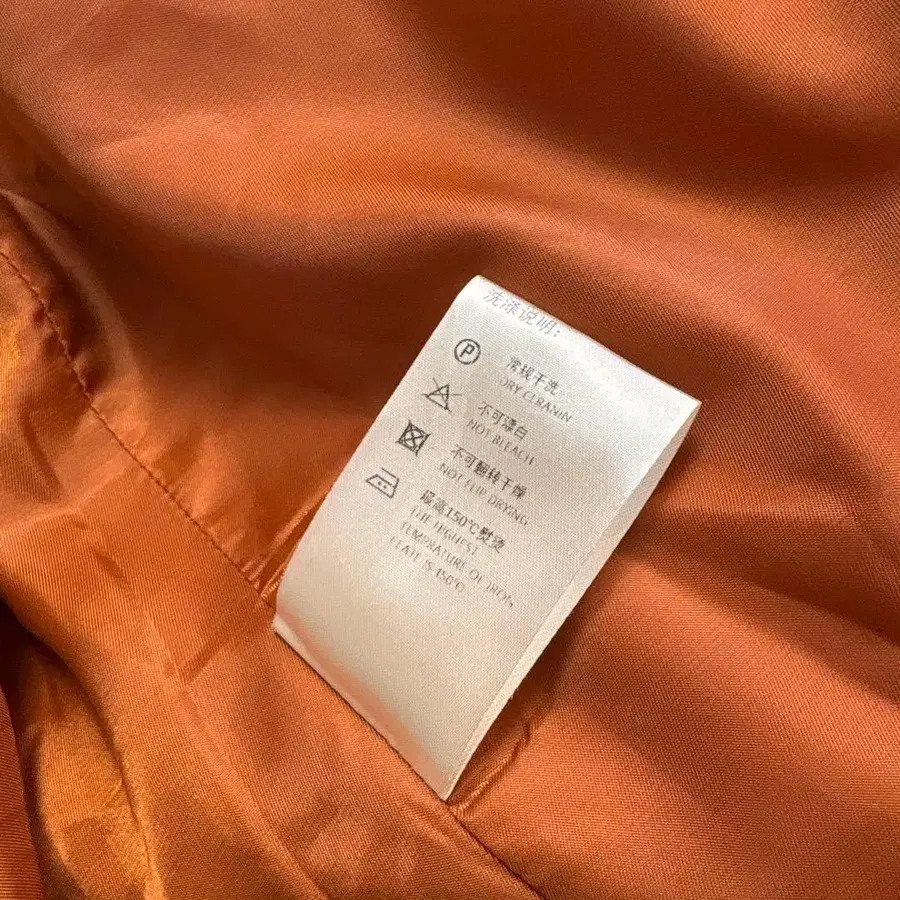 洗涤说明:
P
常规干洗
DRY CLEANIN
不可漂白
NOT BLEACH
不可翻转干燥
NOT FLIP DRYING
最高150℃熨烫
THE HIGHEST
TEMPRATURE OF IRON
PLATE IS 150℃